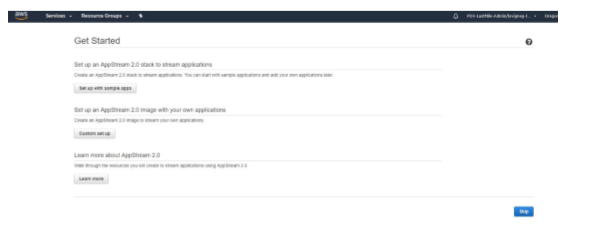 aws Services Resource Groups Oregon
Get Started
Set up an AppStream 2.0 stack to stream applications
Create an AppStream 2.0 stack to stream applications. You can start with sample applications and add your own applications later.
Set up with sample apps
Set up an AppStream 2.0 image with your own applications
Create an AppStream 2.0 image to stream your own applications.
Custom set up
Learn more about AppStream 2.0
Walk through the resources you will create to stream applications using AppStream 2.0
Learn more
Skip